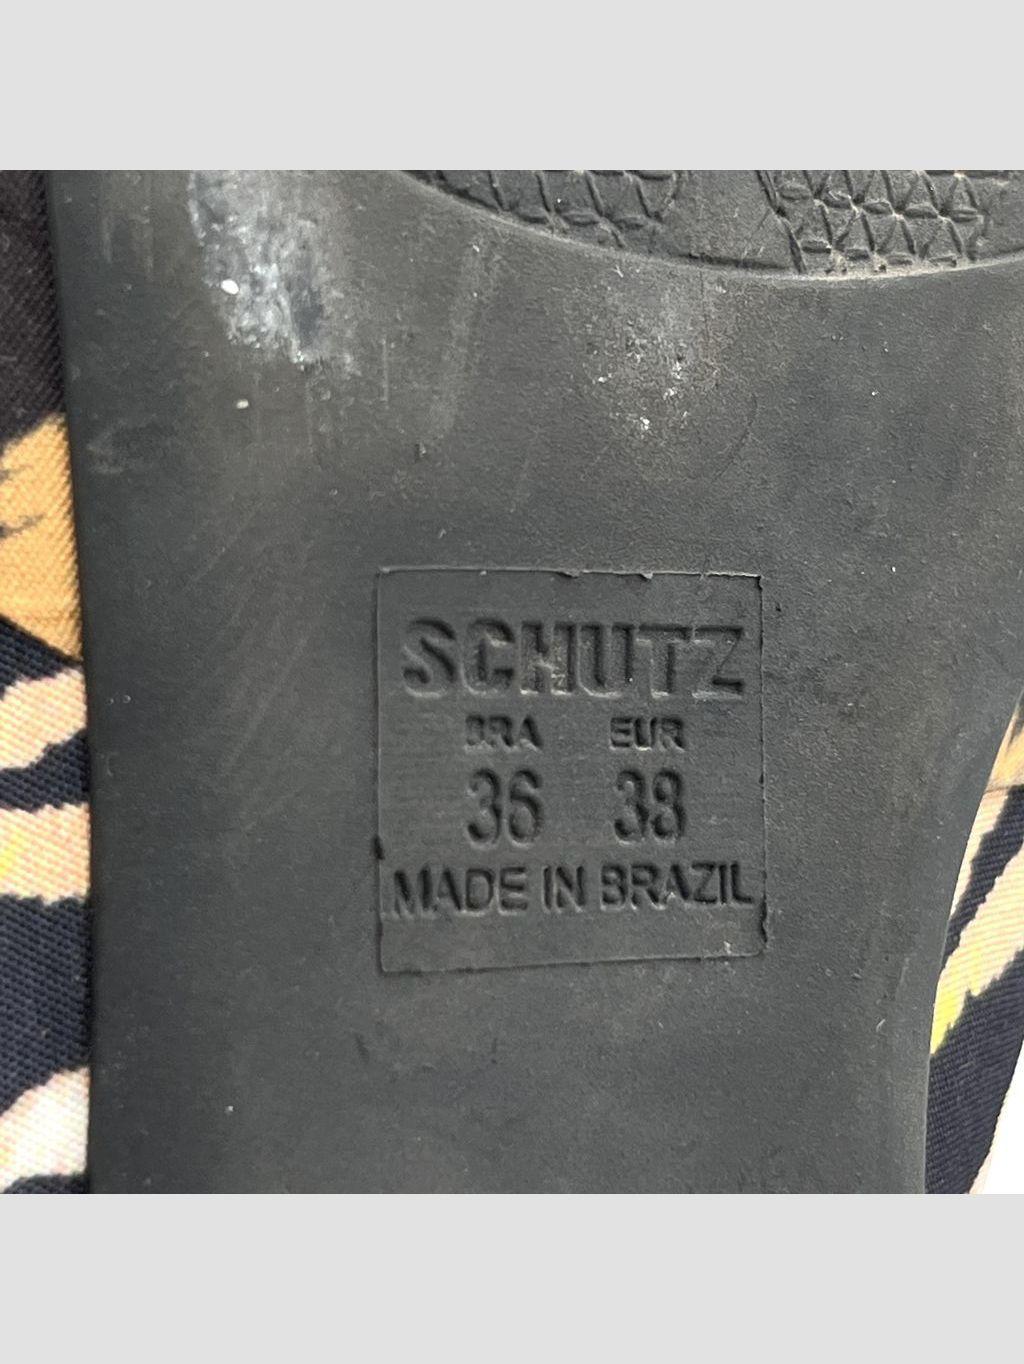 SCHUTZ
BRA EUR
36 38
MADE IN BRAZIL